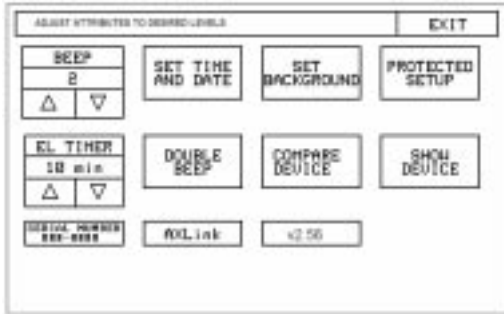 ADJUST ATTRIBUTES TO DESIRED LEVELS
EXIT
BEEP
2
SET TIME
AND DATE
SET
BACKGROUND
PROTECTED
SETUP
EL TIMER
10 min
DOUBLE
BEEP
COMPARE
DEVICE
SHOW
DEVICE
SERIAL NUMBER
AXLink
v2.56